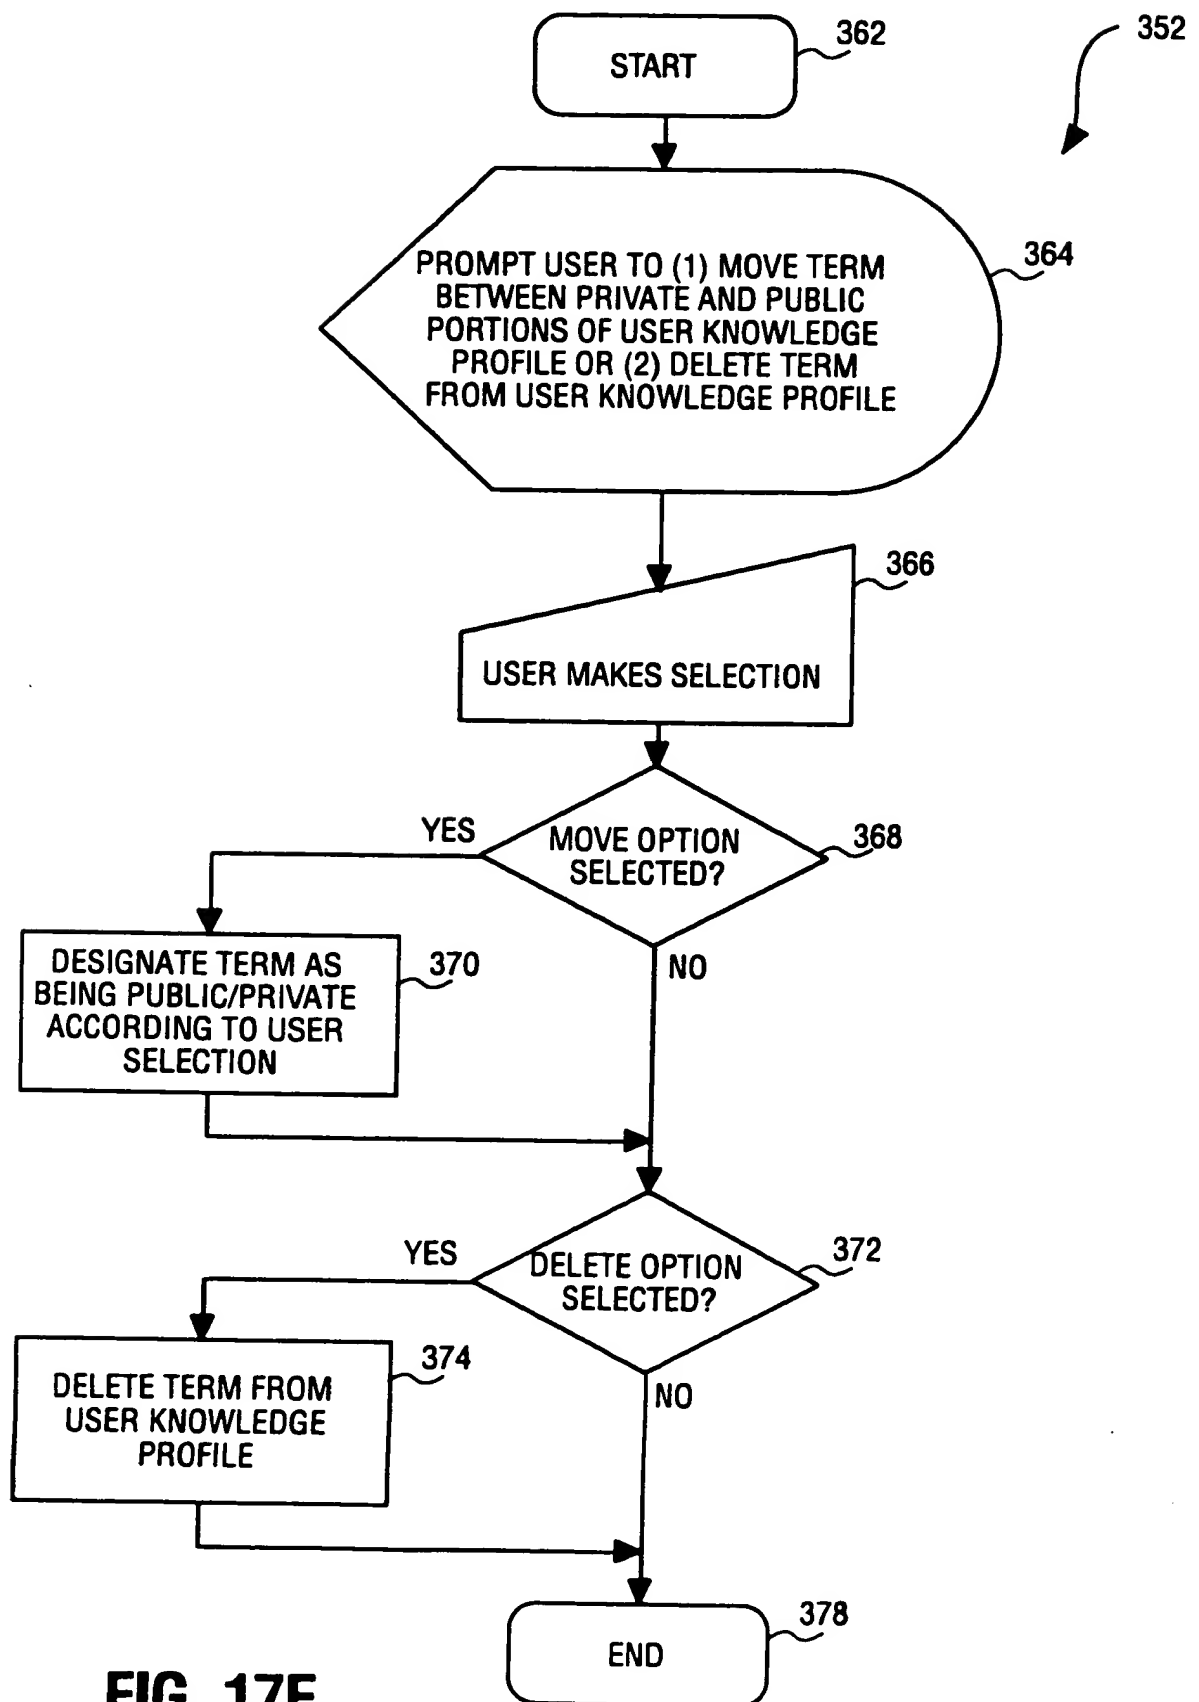 START
362
352
PROMPT USER TO (1) MOVE TERM
BETWEEN PRIVATE AND PUBLIC
PORTIONS OF USER KNOWLEDGE
PROFILE OR (2) DELETE TERM
FROM USER KNOWLEDGE PROFILE
364
366
USER MAKES SELECTION
YES
MOVE OPTION
SELECTED?
368
NO
DESIGNATE TERM AS
BEING PUBLIC/PRIVATE
ACCORDING TO USER
SELECTION
370
YES
DELETE OPTION
SELECTED?
372
NO
DELETE TERM FROM
USER KNOWLEDGE
PROFILE
374
END
378
FIG. 17F